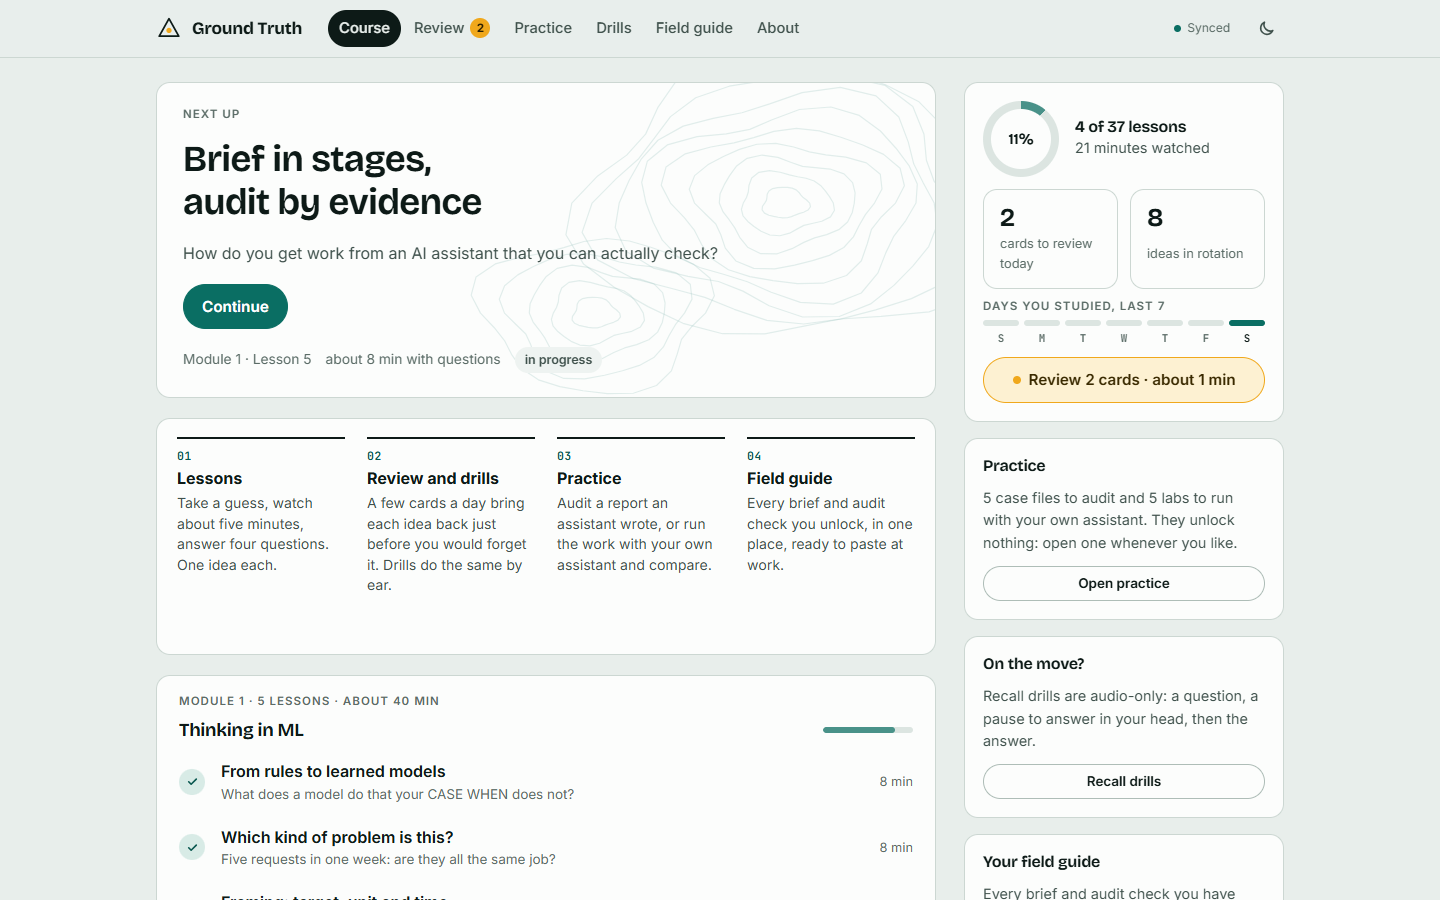 Ground Truth
Course
Review 2
Practice
Drills
Field guide
About
Synced
NEXT UP
Brief in stages,
audit by evidence
How do you get work from an AI assistant that you can actually check?
Continue
Module 1 · Lesson 5 about 8 min with questions in progress
01
Lessons
Take a guess, watch
about five minutes,
answer four questions.
One idea each.
02
Review and drills
A few cards a day bring
each idea back just
before you would forget
it. Drills do the same by
ear.
03
Practice
Audit a report an
assistant wrote, or run
the work with your own
assistant and compare.
04
Field guide
Every brief and audit
check you unlock, in one
place, ready to paste at
work.
MODULE 1 · 5 LESSONS · ABOUT 40 MIN
Thinking in ML
From rules to learned models
What does a model do that your CASE WHEN does not?
8 min
Which kind of problem is this?
Five requests in one week: are they all the same job?
8 min
11%
4 of 37 lessons
21 minutes watched
2
cards to review
today
8
ideas in rotation
DAYS YOU STUDIED, LAST 7
S M T W T F S
Review 2 cards · about 1 min
Practice
5 case files to audit and 5 labs to run
with your own assistant. They unlock
nothing: open one whenever you like.
Open practice
On the move?
Recall drills are audio-only: a question, a
pause to answer in your head, then the
answer.
Recall drills
Your field guide
Every brief and audit check you have